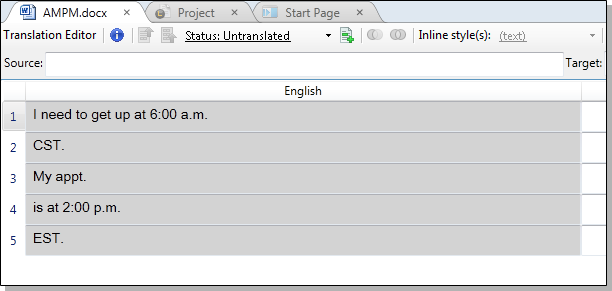 AMPM.docx × Project × Start Page ×
Translation Editor Status: Untranslated Inline style(s): (text)
Source: Target:
English
1 I need to get up at 6:00 a.m.
2 CST.
3 My appt.
4 is at 2:00 p.m.
5 EST.